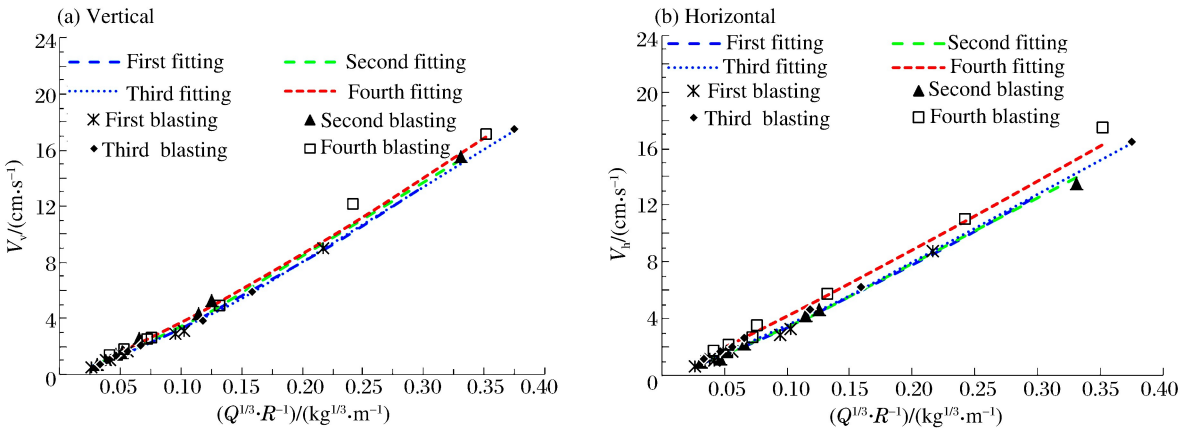 (a) Vertical
24
20
16
12
8
4
0
0.05
0.10
0.15
0.20
0.25
0.30
0.35
0.40
V_v/(cm·s⁻¹)
(Q^{1/3}·R⁻¹)/(kg^{1/3}·m⁻¹)
First fitting
Second fitting
Third fitting
Fourth fitting
First blasting
Second blasting
Third blasting
Fourth blasting
(b) Horizontal
24
20
16
12
8
4
0
0.05
0.10
0.15
0.20
0.25
0.30
0.35
0.40
V_h/(cm·s⁻¹)
(Q^{1/3}·R⁻¹)/(kg^{1/3}·m⁻¹)
First fitting
Second fitting
Third fitting
Fourth fitting
First blasting
Second blasting
Third blasting
Fourth blasting